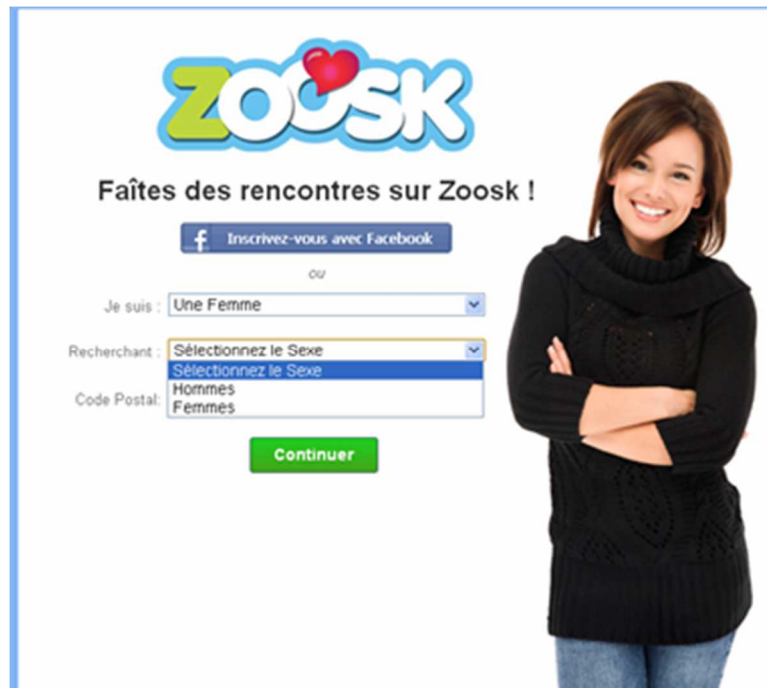 ZOOSK
Faîtes des rencontres sur Zoosk !
f Inscrivez-vous avec Facebook
ou
Je suis : Une Femme
Recherchant : Sélectionnez le Sexe
Sélectionnez le Sexe
Hommes
Code Postal:
Femmes
Continuer